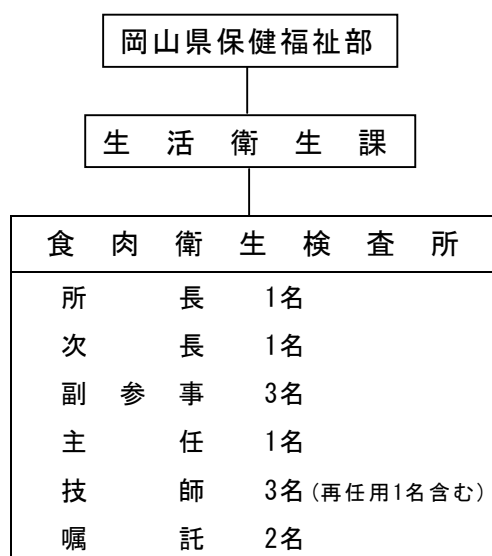 岡山県保健福祉部
生活衛生課
食肉衛生検査所
所長 1名
次長 1名
副参事 3名
主任 1名
技師 3名(再任用1名含む)
嘱託 2名